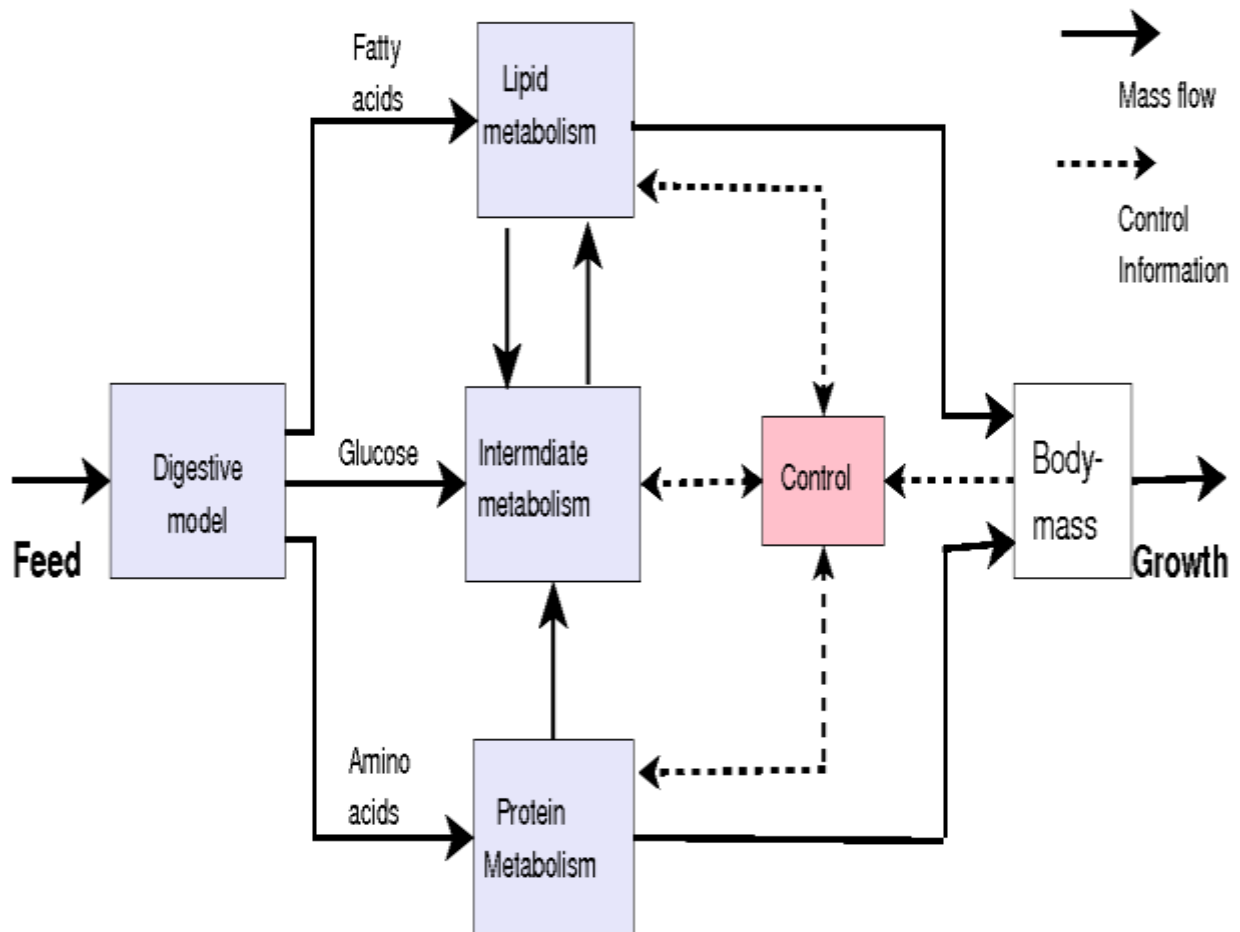 Fatty
acids
Lipid
metabolism
Mass flow
Control
Information
Feed
Digestive
model
Glucose
Intermdiate
metabolism
Control
Body-
mass
Growth
Amino
acids
Protein
Metabolism